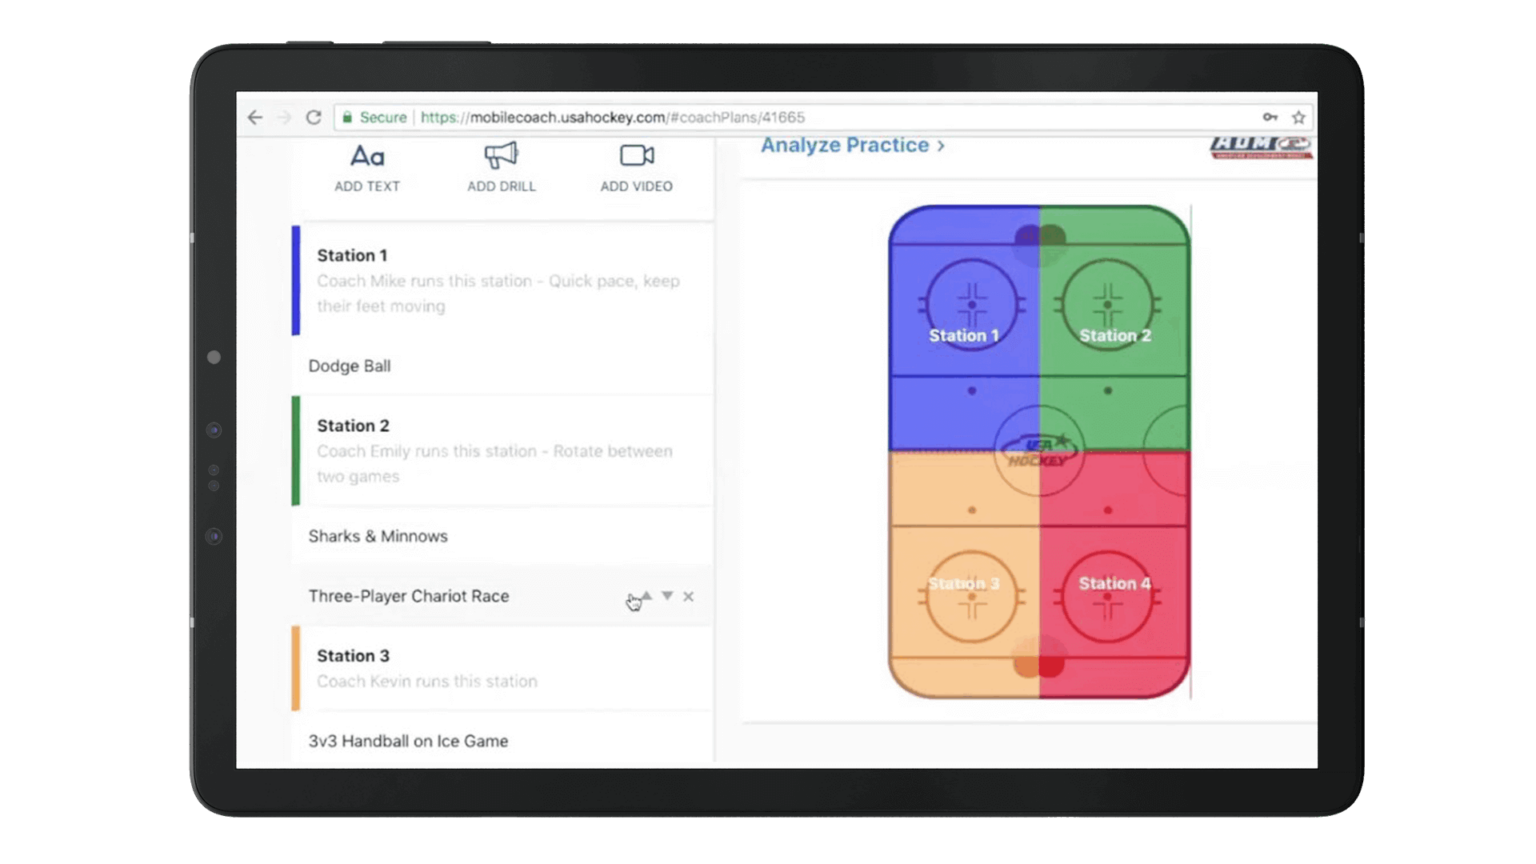 Secure | https://mobilecoach.usahockey.com/#coachPlans/41665
Aa
ADD TEXT
ADD DRILL
ADD VIDEO
Station 1
Coach Mike runs this station - Quick pace, keep
their feet moving
Dodge Ball
Station 2
Coach Emily runs this station - Rotate between
two games
Sharks & Minnows
Three-Player Chariot Race
Station 3
Coach Kevin runs this station
3v3 Handball on Ice Game
Analyze Practice >
ADM
Station 1
Station 2
USA
HOCKEY
Station 3
Station 4